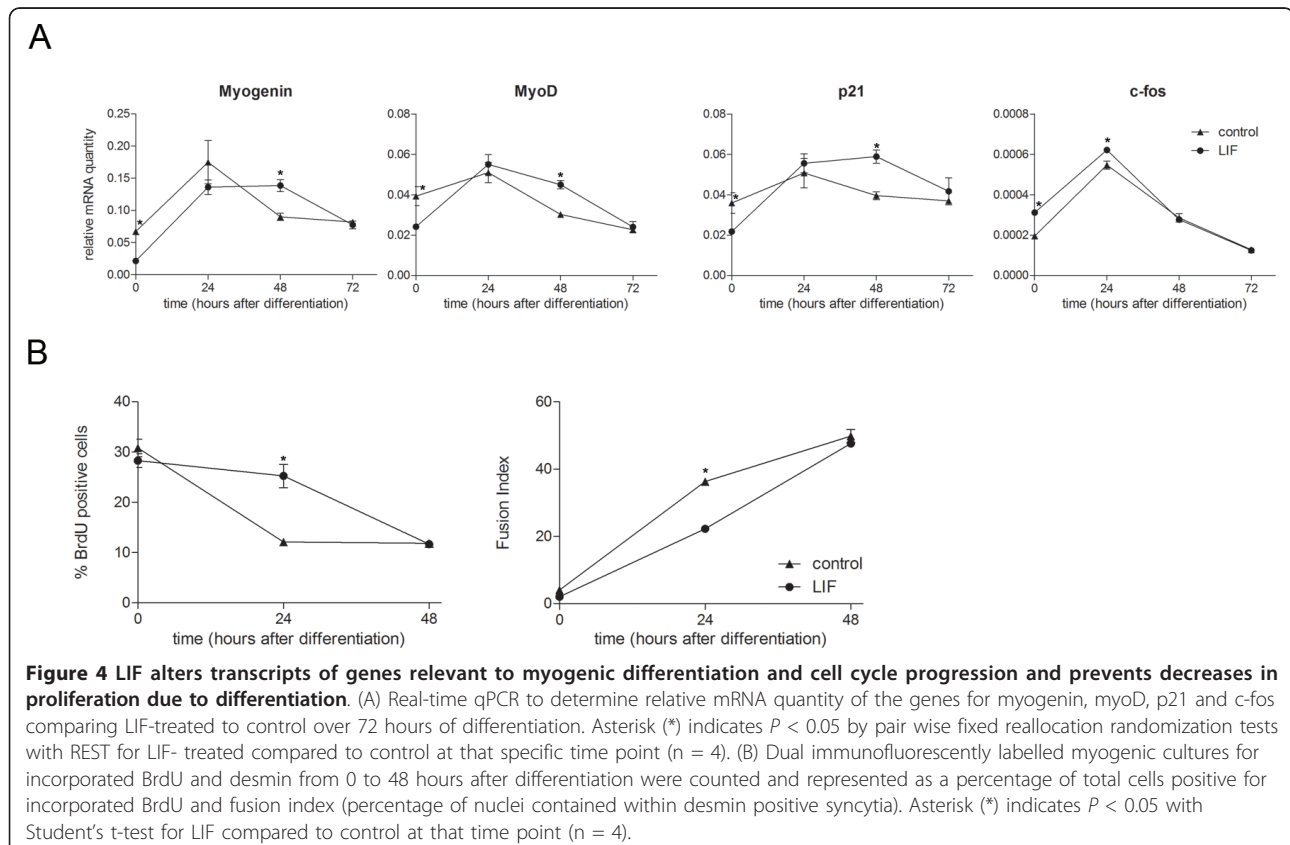 A
Myogenin
MyoD
p21
c-fos
relative mRNA quantity
0.25
0.20
0.15
0.10
0.05
0.00
0 24 48 72
time (hours after differentiation)
*
*
0.08
0.06
0.04
0.02
0.00
0 24 48 72
time (hours after differentiation)
*
*
0.08
0.06
0.04
0.02
0.00
0 24 48 72
time (hours after differentiation)
*
*
0.0008
0.0006
0.0004
0.0002
0.0000
0 24 48 72
time (hours after differentiation)
*
*
control
LIF
B
% BrdU positive cells
40
30
20
10
0
0 24 48
time (hours after differentiation)
*
Fusion Index
60
40
20
0
0 24 48
time (hours after differentiation)
*
control
LIF
Figure 4 LIF alters transcripts of genes relevant to myogenic differentiation and cell cycle progression and prevents decreases in
proliferation due to differentiation. (A) Real-time qPCR to determine relative mRNA quantity of the genes for myogenin, myoD, p21 and c-fos
comparing LIF-treated to control over 72 hours of differentiation. Asterisk (*) indicates P < 0.05 by pair wise fixed reallocation randomization tests
with REST for LIF- treated compared to control at that specific time point (n = 4). (B) Dual immunofluorescently labelled myogenic cultures for
incorporated BrdU and desmin from 0 to 48 hours after differentiation were counted and represented as a percentage of total cells positive for
incorporated BrdU and fusion index (percentage of nuclei contained within desmin positive syncytia). Asterisk (*) indicates P < 0.05 with
Student's t-test for LIF compared to control at that time point (n = 4).